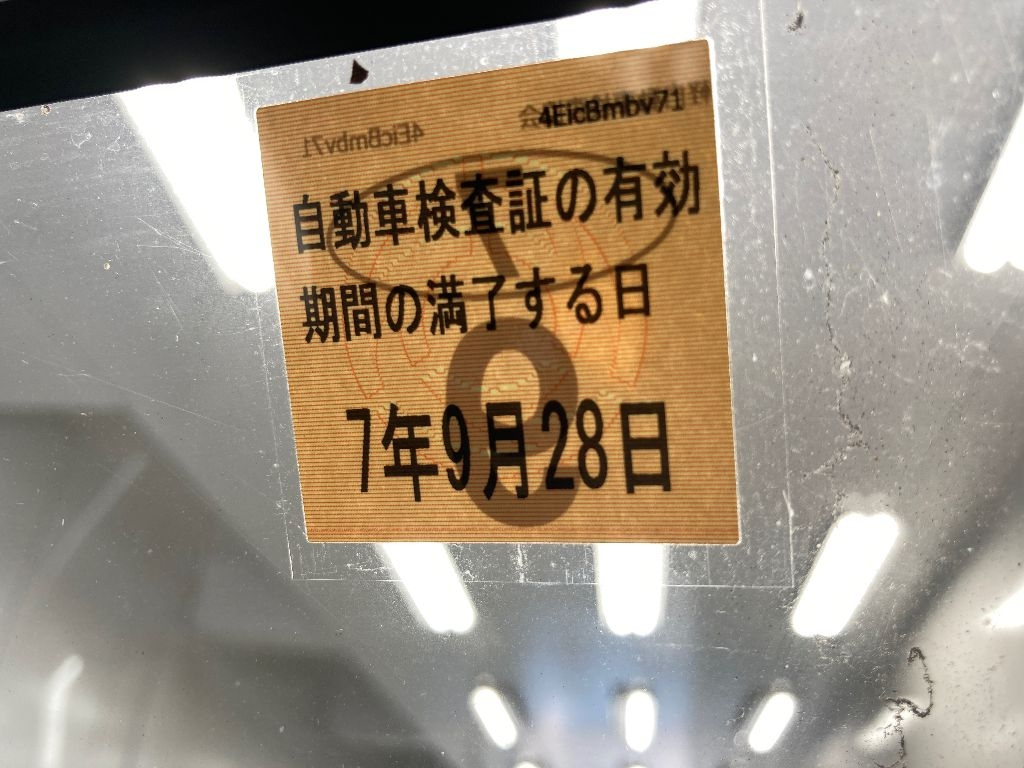 4EicBmbv71
自動車検査証の有効
期間の満了する日
7年9月28日